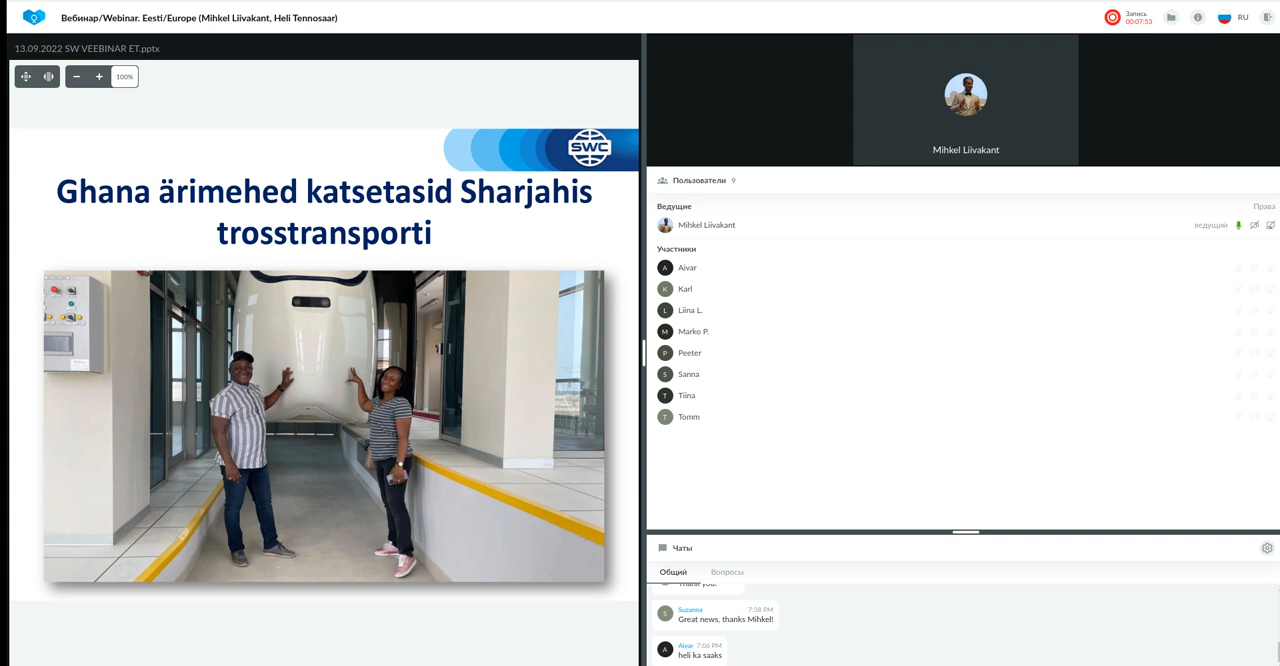 Вебинар/Webinar. Eesti/Europe (Mihkel Liivakant, Heli Tennosaar)
Запись
00:07:53
RU
13.09.2022 SW VEEBINAR ET.pptx
100%
SWC
Ghana ärimehed katsetasid Sharjahis
trosstransporti
Mihkel Liivakant
Пользователи 9
Ведущие
Права
Mihkel Liivakant
ведущий
Участники
A Aivar
K Karl
L Liina L.
M Marko P.
P Peeter
S Sanna
T Tiina
T Tomm
Чаты
Общий
Вопросы
Thank you!
S Suzanna 7:38 PM
Great news, thanks Mihkel!
A Aivar 7:06 PM
heli ka saaks